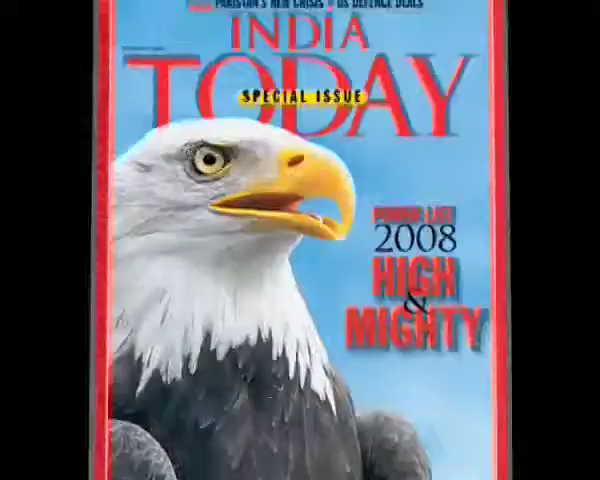 PAKISTAN'S NEW CRISIS US DEFENCE DEALS
INDIA
TODAY
SPECIAL ISSUE
POWER LIST
2008
HIGH
&
MIGHTY